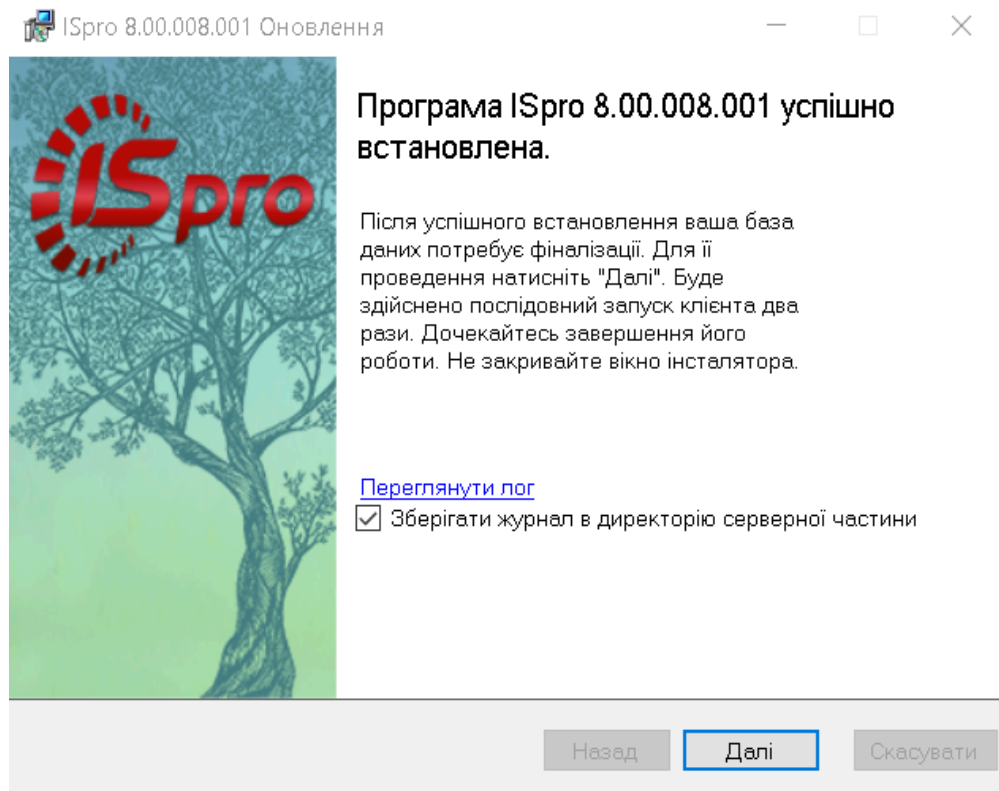 ISpro 8.00.008.001 Оновлення
ISpro
Програма ISpro 8.00.008.001 успішно
встановлена.
Після успішного встановлення ваша база
даних потребує фіналізації. Для її
проведення натисніть "Далі". Буде
здійснено послідовний запуск клієнта два
рази. Дочекайтесь завершення його
роботи. Не закривайте вікно інсталятора.
Переглянути лог
Зберігати журнал в директорію серверної частини
Назад
Далі
Скасувати